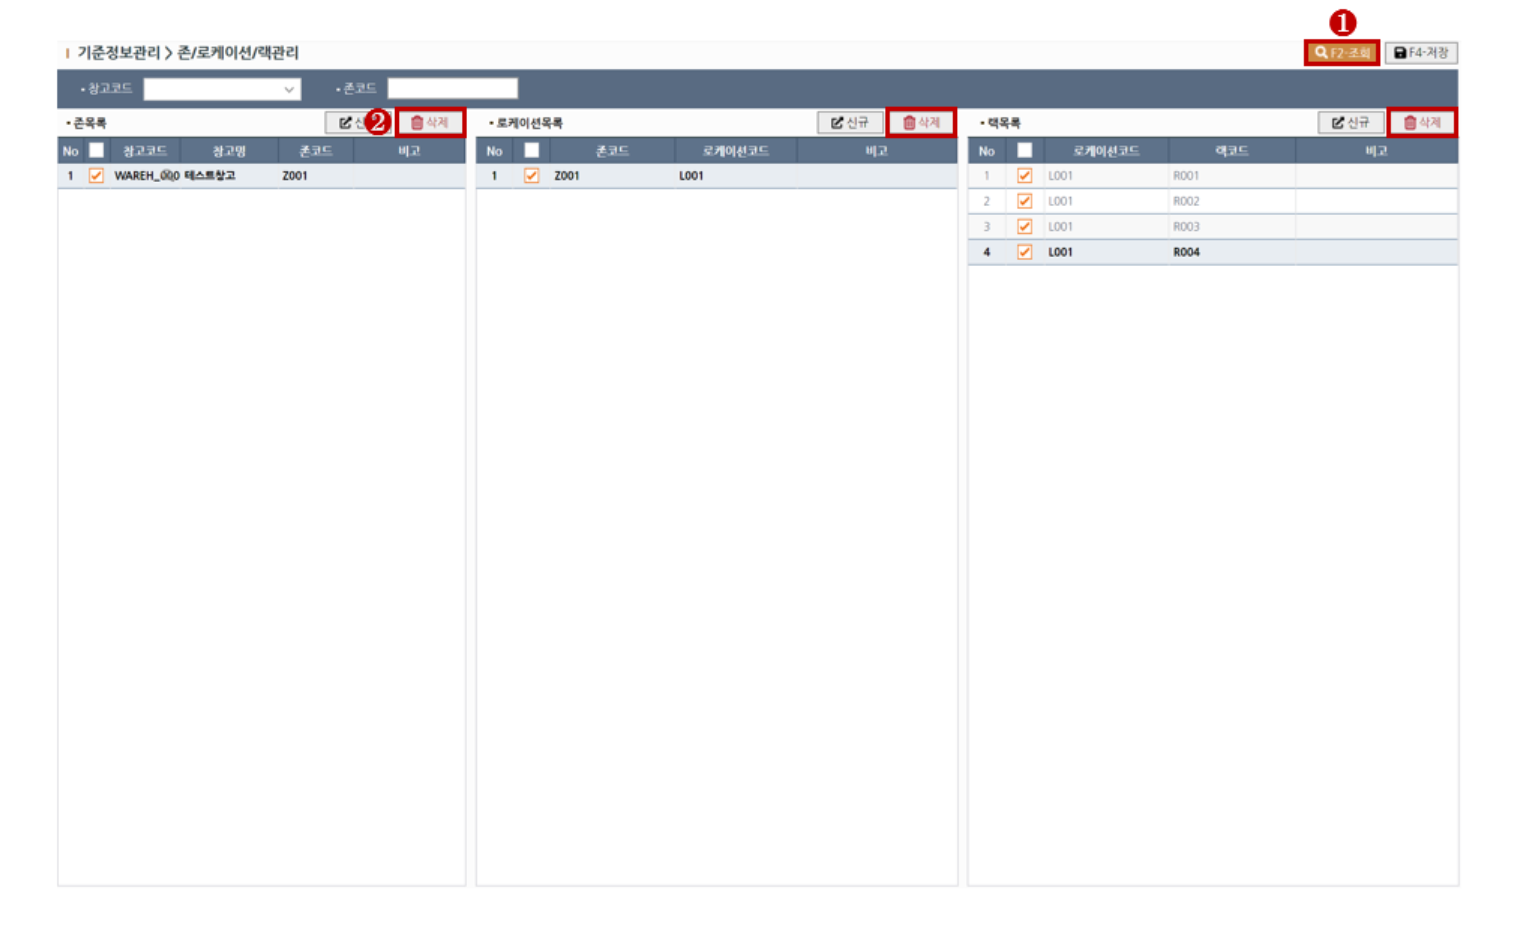 ❶
기준정보관리 > 존/로케이션/랙관리
F2-조회 F4-저장
• 창고코드 • 존코드
• 존목록 ❷ 삭제
No 창고코드 창고명 존코드 비고
1 테스트창고 Z001
• 로케이션목록 신규 삭제
No 존코드 로케이션코드 비고
1 Z001 L001
• 랙목록 신규 삭제
No 로케이션코드 랙코드 비고
1 L001 R001
2 L001 R002
3 L001 R003
4 L001 R004